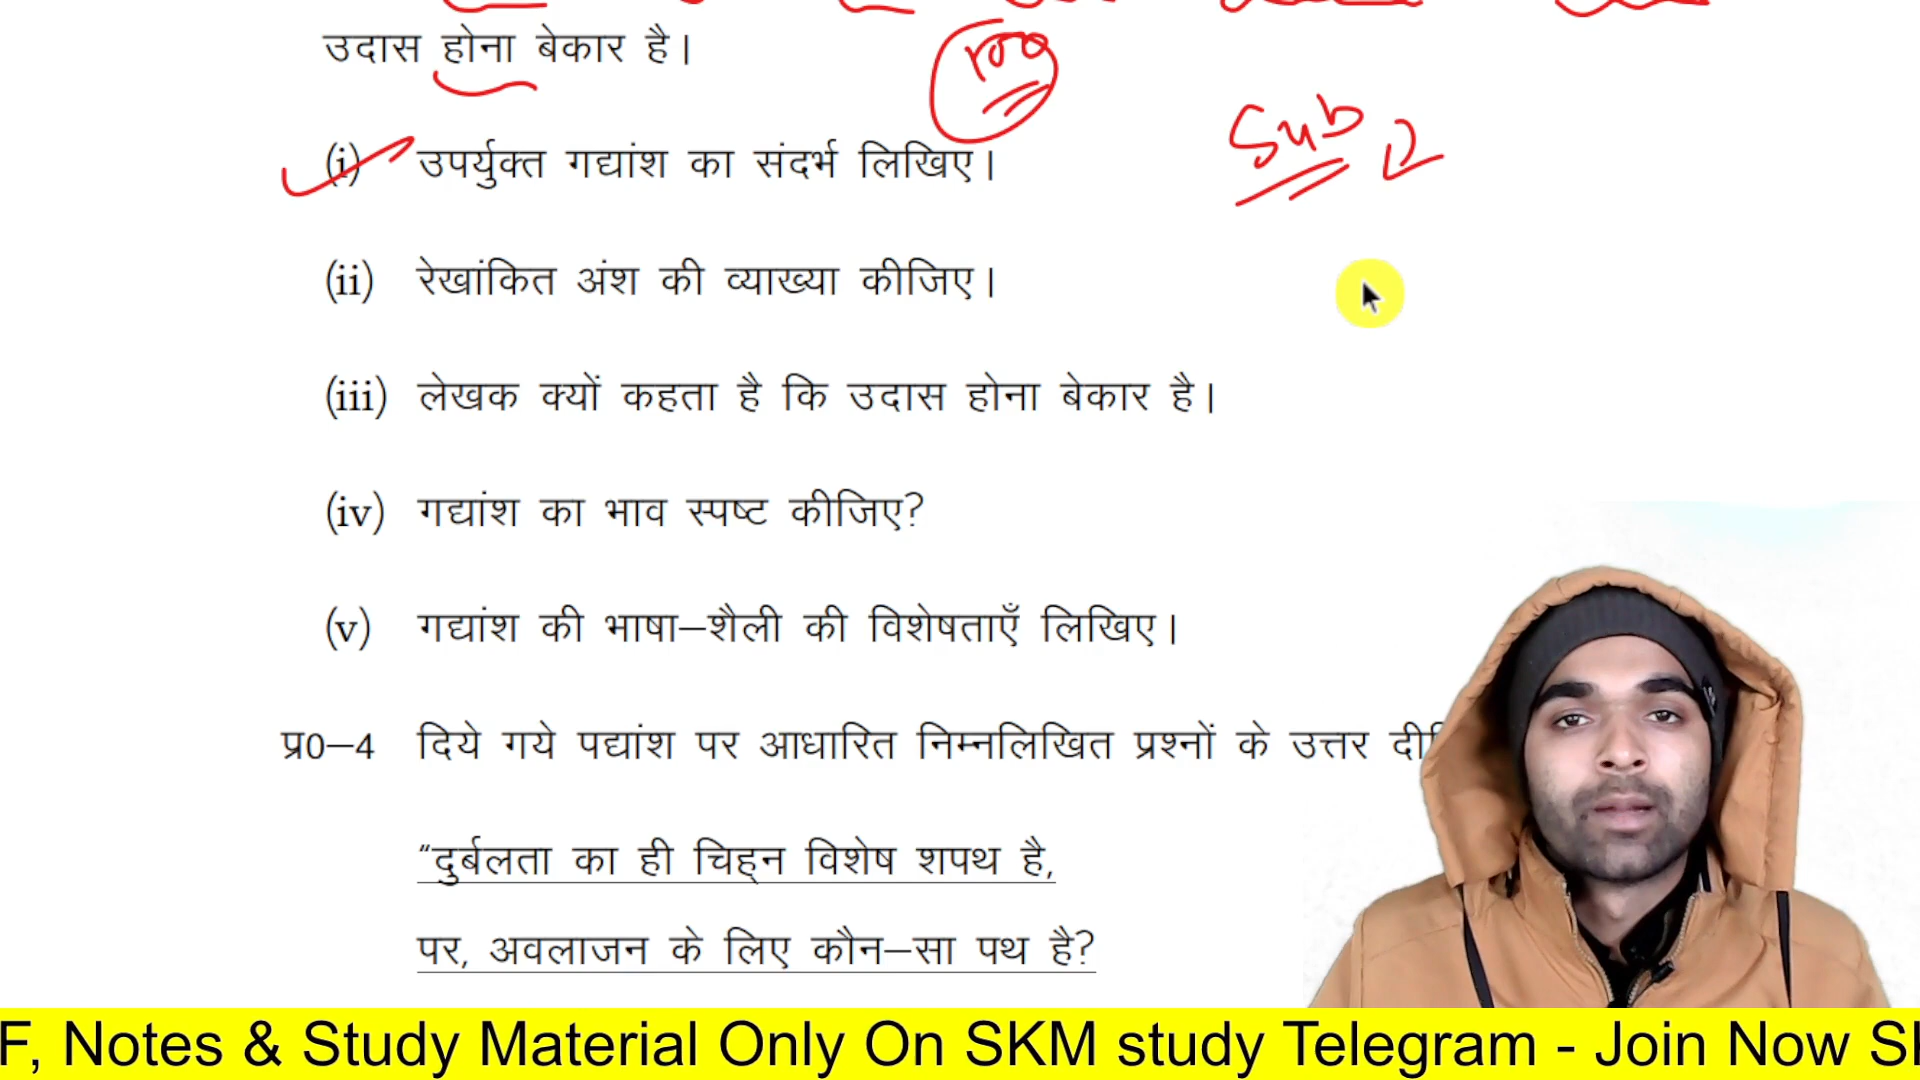 उदास होना बेकार है।
100
(i) उपर्युक्त गद्यांश का संदर्भ लिखिए।
Sub
(ii) रेखांकित अंश की व्याख्या कीजिए।
(iii) लेखक क्यों कहता है कि उदास होना बेकार है।
(iv) गद्यांश का भाव स्पष्ट कीजिए?
(v) गद्यांश की भाषा–शैली की विशेषताएँ लिखिए।
प्र0–4 दिये गये पद्यांश पर आधारित निम्नलिखित प्रश्नों के उत्तर
“दुर्बलता का ही चिह्न विशेष शपथ है,
पर, अवलाजन के लिए कौन–सा पथ है?
F, Notes & Study Material Only On SKM study Telegram - Join Now